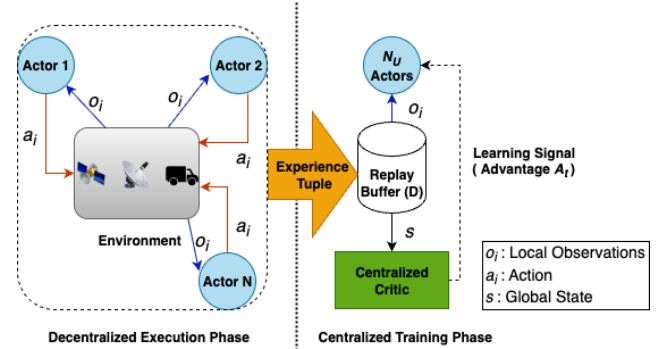 Actor 1
Actor 2
o_i
o_i
a_i
a_i
Environment
o_i
a_i
Actor N
Decentralized Execution Phase
Experience
Tuple
N_U
Actors
o_i
Replay
Buffer (D)
s
Centralized
Critic
Learning Signal
( Advantage A_t)
o_i : Local Observations
a_i : Action
s : Global State
Centralized Training Phase